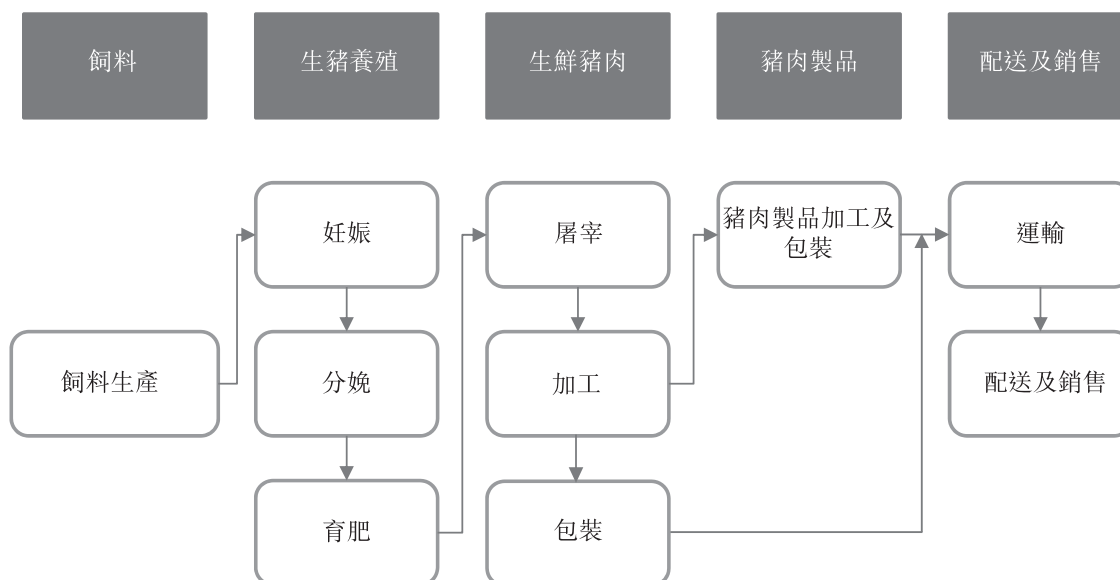 飼料
生豬養殖
生鮮豬肉
豬肉製品
配送及銷售
妊娠
屠宰
豬肉製品加工及
包裝
運輸
飼料生產
分娩
加工
配送及銷售
育肥
包裝